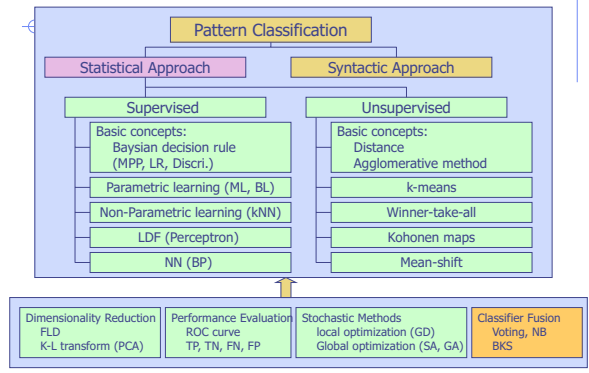 Pattern Classification
Statistical Approach
Syntactic Approach
Supervised
Unsupervised
Basic concepts:
Baysian decision rule
(MPP, LR, Discri.)
Parametric learning (ML, BL)
Non-Parametric learning (kNN)
LDF (Perceptron)
NN (BP)
Basic concepts:
Distance
Agglomerative method
k-means
Winner-take-all
Kohonen maps
Mean-shift
Dimensionality Reduction
FLD
K-L transform (PCA)
Performance Evaluation
ROC curve
TP, TN, FN, FP
Stochastic Methods
local optimization (GD)
Global optimization (SA, GA)
Classifier Fusion
Voting, NB
BKS